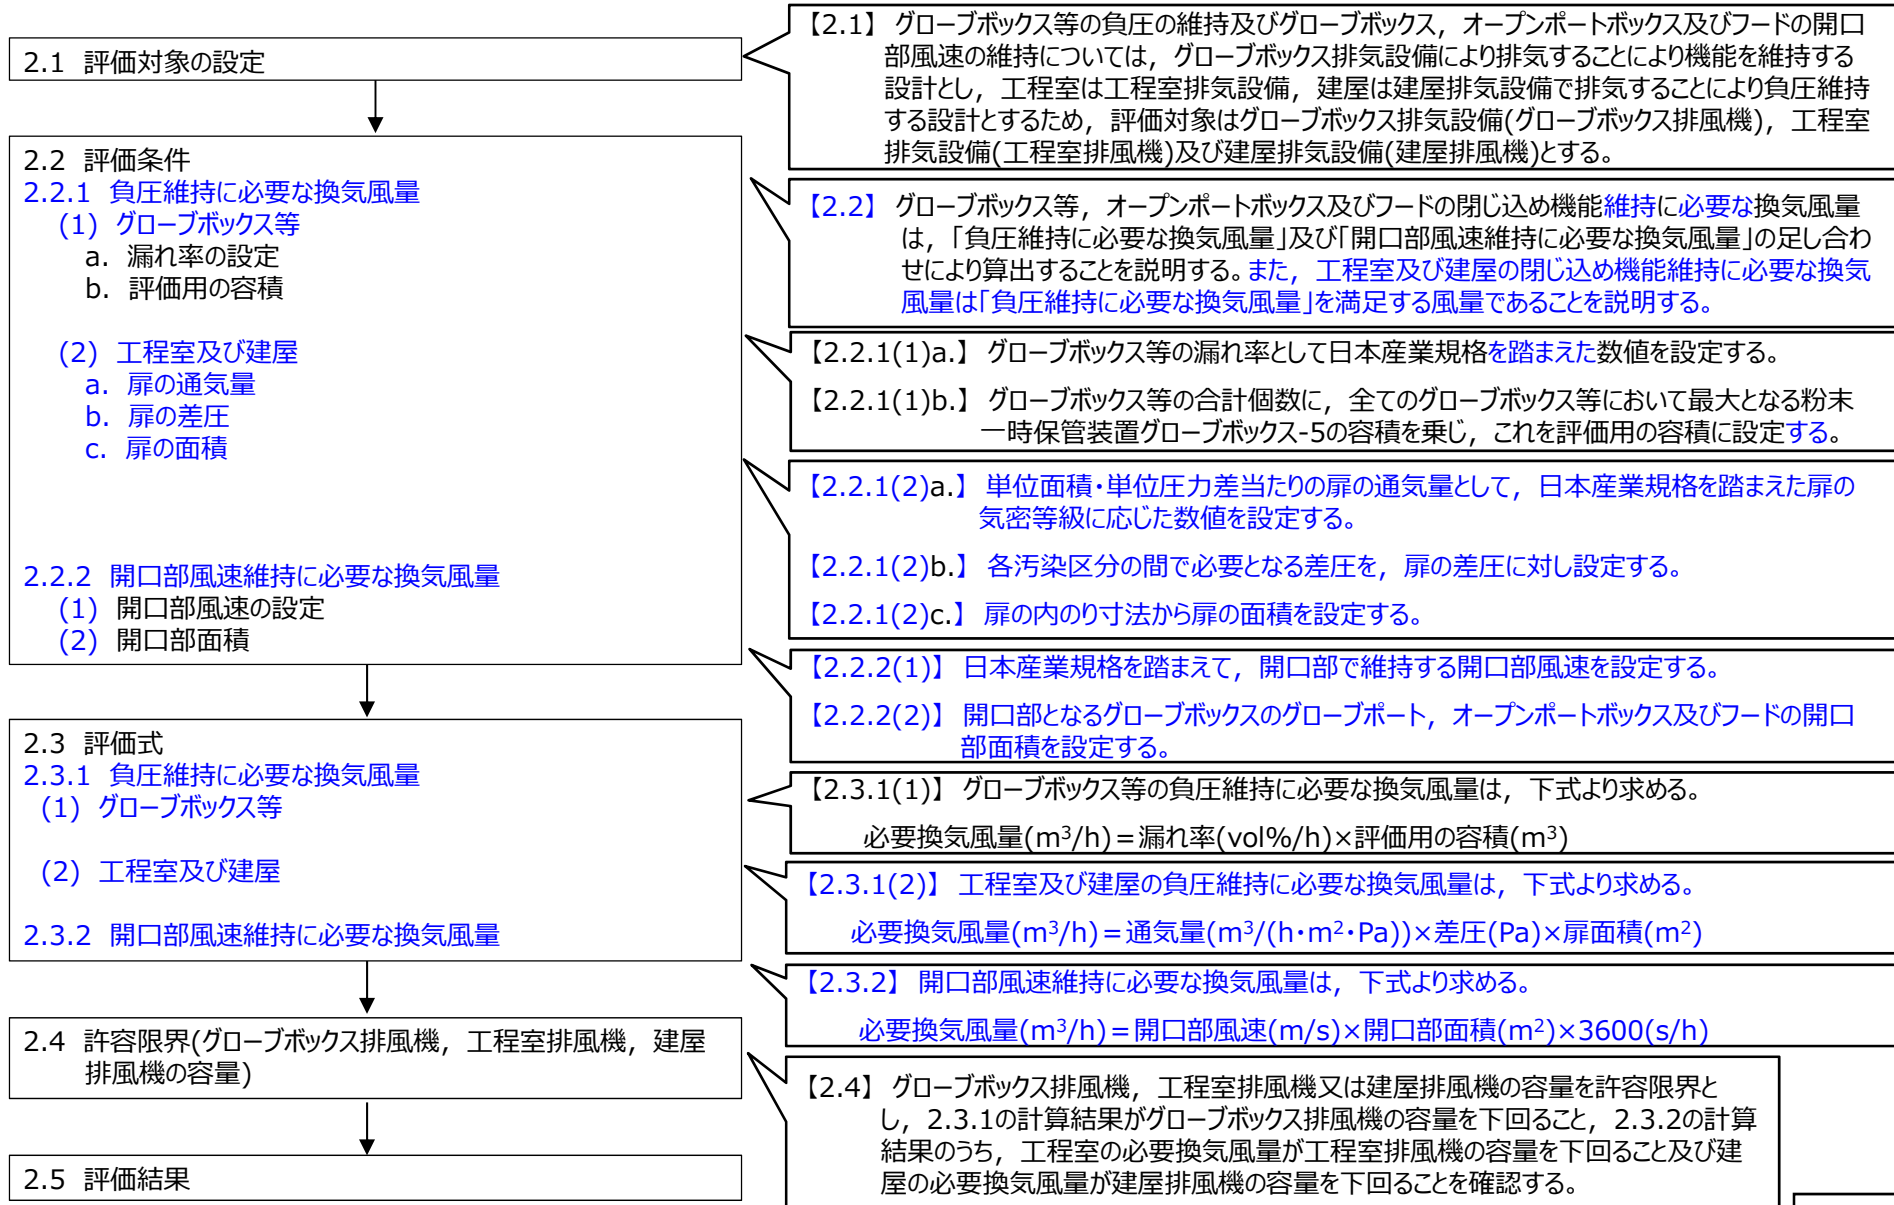 2.1 評価対象の設定
2.2 評価条件
2.2.1 負圧維持に必要な換気風量
(1) グローブボックス等
a. 漏れ率の設定
b. 評価用の容積
(2) 工程室及び建屋
a. 扉の通気量
b. 扉の差圧
c. 扉の面積
2.2.2 開口部風速維持に必要な換気風量
(1) 開口部風速の設定
(2) 開口部面積
2.3 評価式
2.3.1 負圧維持に必要な換気風量
(1) グローブボックス等
(2) 工程室及び建屋
2.3.2 開口部風速維持に必要な換気風量
2.4 許容限界(グローブボックス排風機，工程室排風機，建屋
排風機の容量)
2.5 評価結果
【2.1】 グローブボックス等の負圧の維持及びグローブボックス，オープンポートボックス及びフードの開口
部風速の維持については，グローブボックス排気設備により排気することにより機能を維持する
設計とし，工程室は工程室排気設備，建屋は建屋排気設備で排気することにより負圧維持
する設計とするため，評価対象はグローブボックス排気設備(グローブボックス排風機)，工程室
排気設備(工程室排風機)及び建屋排気設備(建屋排風機)とする。
【2.2】 グローブボックス等，オープンポートボックス及びフードの閉じ込め機能維持に必要な換気風量
は，「負圧維持に必要な換気風量」及び「開口部風速維持に必要な換気風量」の足し合わ
せにより算出することを説明する。また，工程室及び建屋の閉じ込め機能維持に必要な換気
風量は「負圧維持に必要な換気風量」を満足する風量であることを説明する。
【2.2.1(1)a.】 グローブボックス等の漏れ率として日本産業規格を踏まえた数値を設定する。
【2.2.1(1)b.】 グローブボックス等の合計個数に，全てのグローブボックス等において最大となる粉末
一時保管装置グローブボックス-5の容積を乗じ，これを評価用の容積に設定する。
【2.2.1(2)a.】 単位面積・単位圧力差当たりの扉の通気量として，日本産業規格を踏まえた扉の
気密等級に応じた数値を設定する。
【2.2.1(2)b.】 各汚染区分の間で必要となる差圧を，扉の差圧に対し設定する。
【2.2.1(2)c.】 扉の内のり寸法から扉の面積を設定する。
【2.2.2(1)】 日本産業規格を踏まえて，開口部で維持する開口部風速を設定する。
【2.2.2(2)】 開口部となるグローブボックスのグローブポート，オープンポートボックス及びフードの開口
部面積を設定する。
【2.3.1(1)】 グローブボックス等の負圧維持に必要な換気風量は，下式より求める。
必要換気風量(m³/h)＝漏れ率(vol%/h)×評価用の容積(m³)
【2.3.1(2)】 工程室及び建屋の負圧維持に必要な換気風量は，下式より求める。
必要換気風量(m³/h)＝通気量(m³/(h・m²・Pa))×差圧(Pa)×扉面積(m²)
【2.3.2】 開口部風速維持に必要な換気風量は，下式より求める。
必要換気風量(m³/h)＝開口部風速(m/s)×開口部面積(m²)×3600(s/h)
【2.4】 グローブボックス排風機，工程室排風機又は建屋排風機の容量を許容限界と
し，2.3.1の計算結果がグローブボックス排風機の容量を下回ること，2.3.2の計算
結果のうち，工程室の必要換気風量が工程室排風機の容量を下回ること及び建
屋の必要換気風量が建屋排風機の容量を下回ることを確認する。